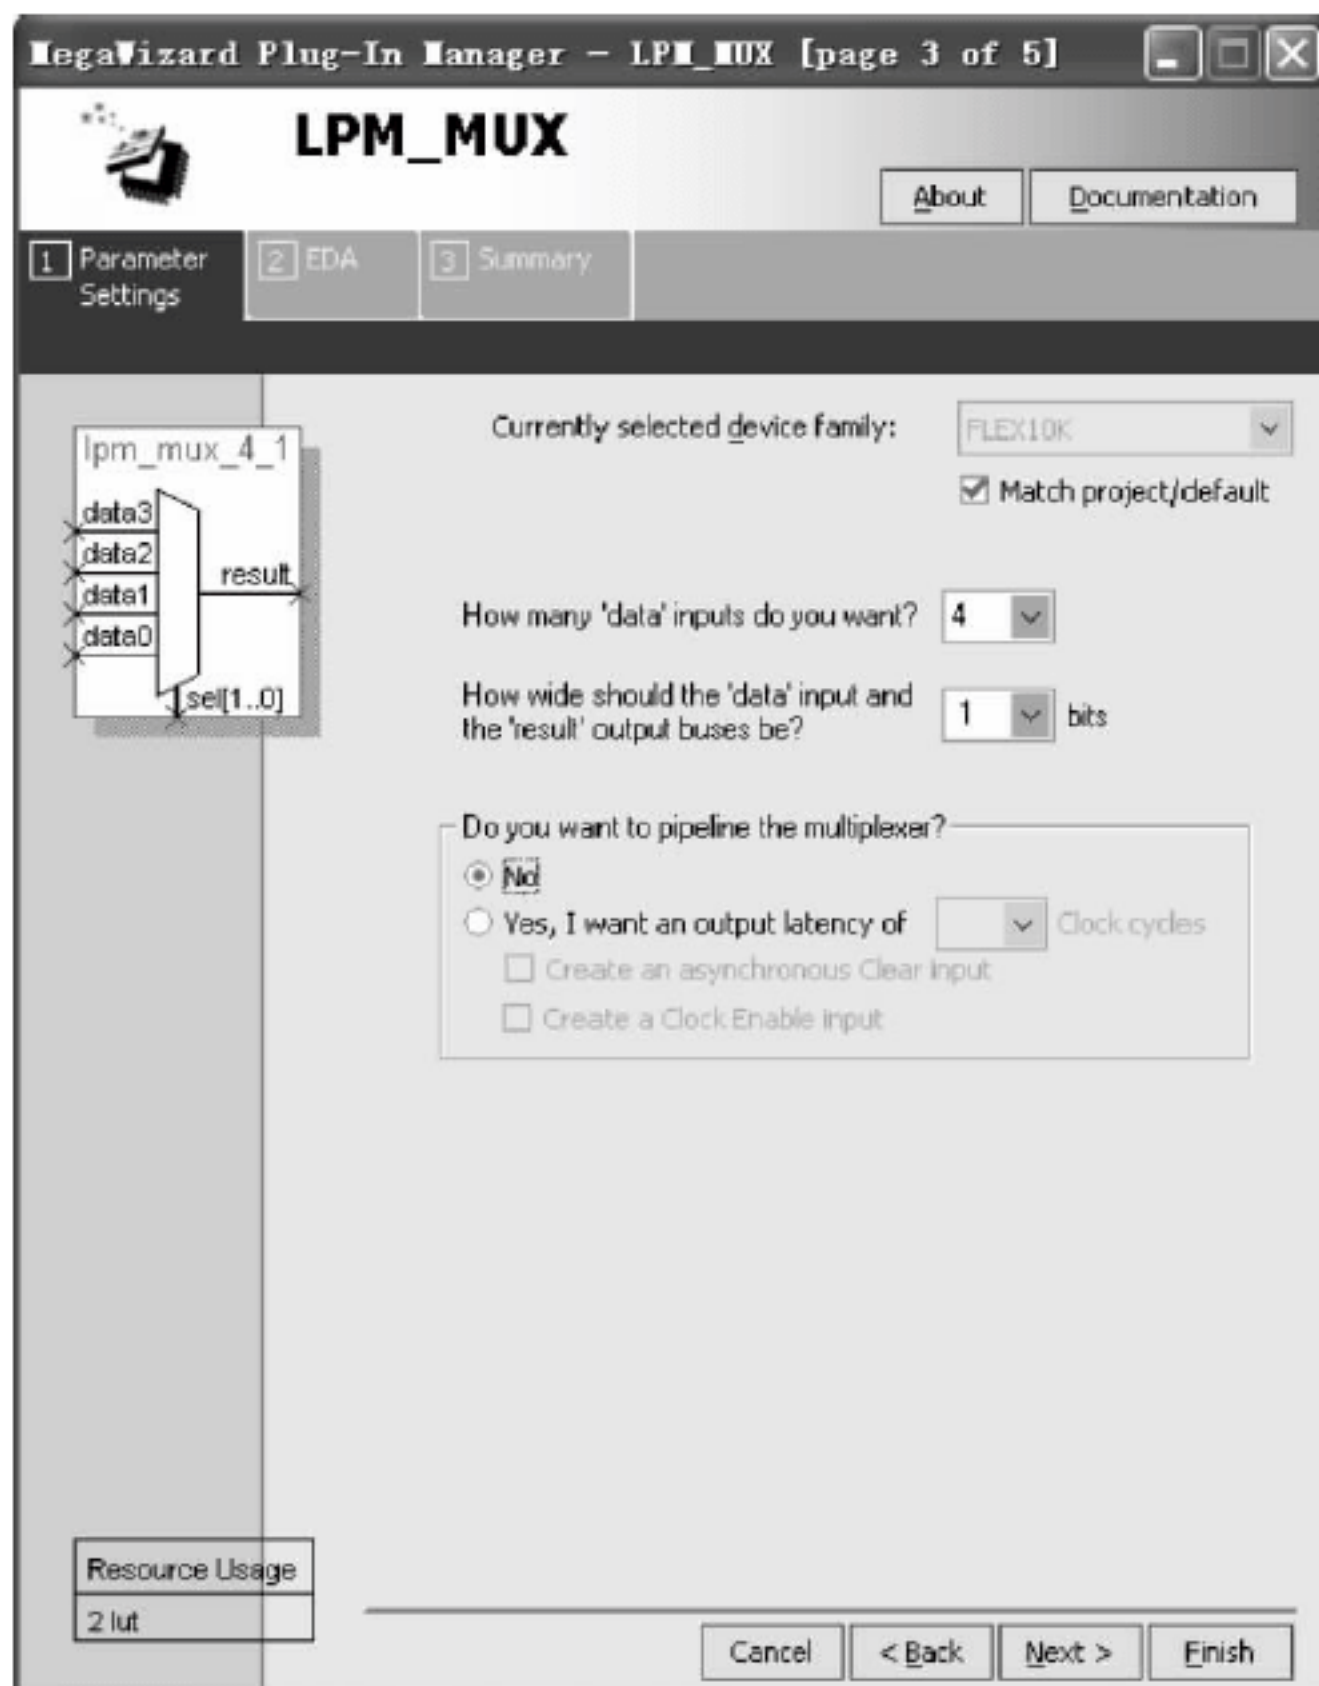 MegaWizard Plug-In Manager - LPM_MUX [page 3 of 5]
LPM_MUX
About
Documentation
1 Parameter Settings
2 EDA
3 Summary
lpm_mux_4_1
data3
data2
data1
data0
result
sel[1..0]
Currently selected device family:
FLEX10K
Match project/default
How many 'data' inputs do you want?
4
How wide should the 'data' input and
the 'result' output buses be?
1
bits
Do you want to pipeline the multiplexer?
No
Yes, I want an output latency of
Clock cycles
Create an asynchronous Clear input
Create a Clock Enable input
Resource Usage
2 lut
Cancel
< Back
Next >
Finish